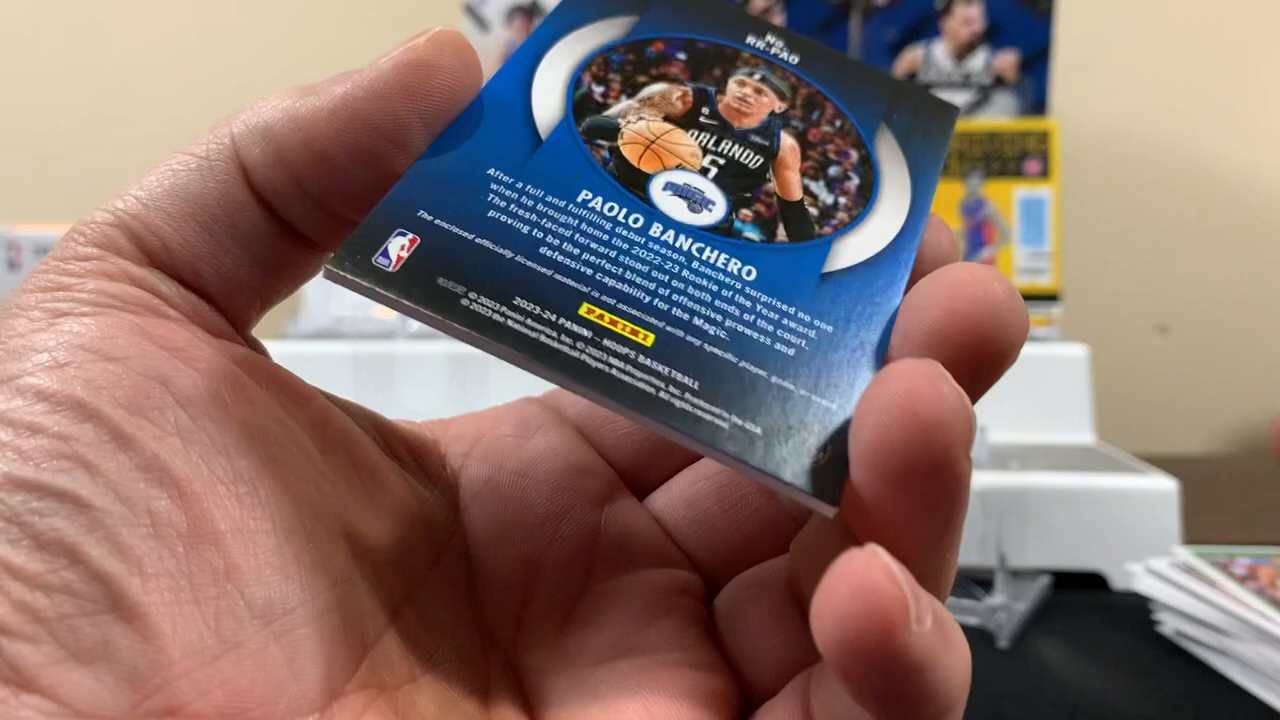 No.
RR-PAO
ORLANDO
5
MAGIC
PAOLO BANCHERO
After a full and fulfilling debut season, Banchero surprised no one
when he brought home the 2022-23 Rookie of the Year award.
The fresh-faced forward stood out on both ends of the court,
proving to be the perfect blend of offensive prowess and
defensive capability for the Magic.
The enclosed officially licensed material is not associated with any specific player, game, or
PANINI
2023-24 PANINI – HOOPS BASKETBALL
© 2023 Panini America, Inc. © 2023 NBA Properties, Inc. Produced in the USA
© 2023 the National Basketball Players Association. All rights reserved.